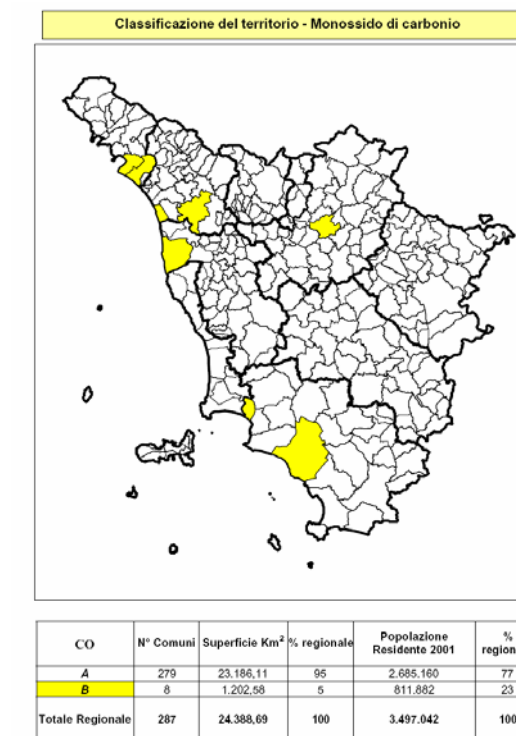 Classificazione del territorio - Monossido di carbonio
CO N° Comuni Superficie Km² % regionale Popolazione Residente 2001 % region
A 279 23.186,11 95 2.685.160 77
B 8 1.202,58 5 811.882 23
Totale Regionale 287 24.388,69 100 3.497.042 100